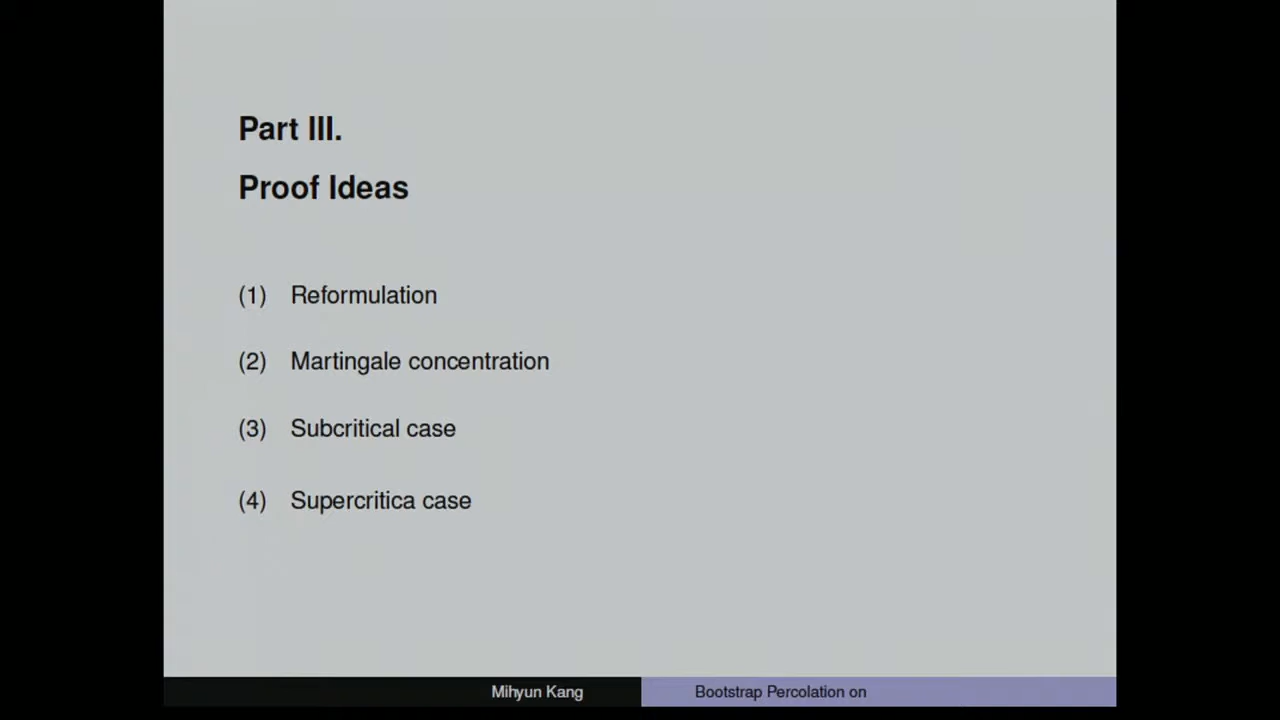 Part III.
Proof Ideas
(1) Reformulation
(2) Martingale concentration
(3) Subcritical case
(4) Supercritica case
Mihyun Kang
Bootstrap Percolation on